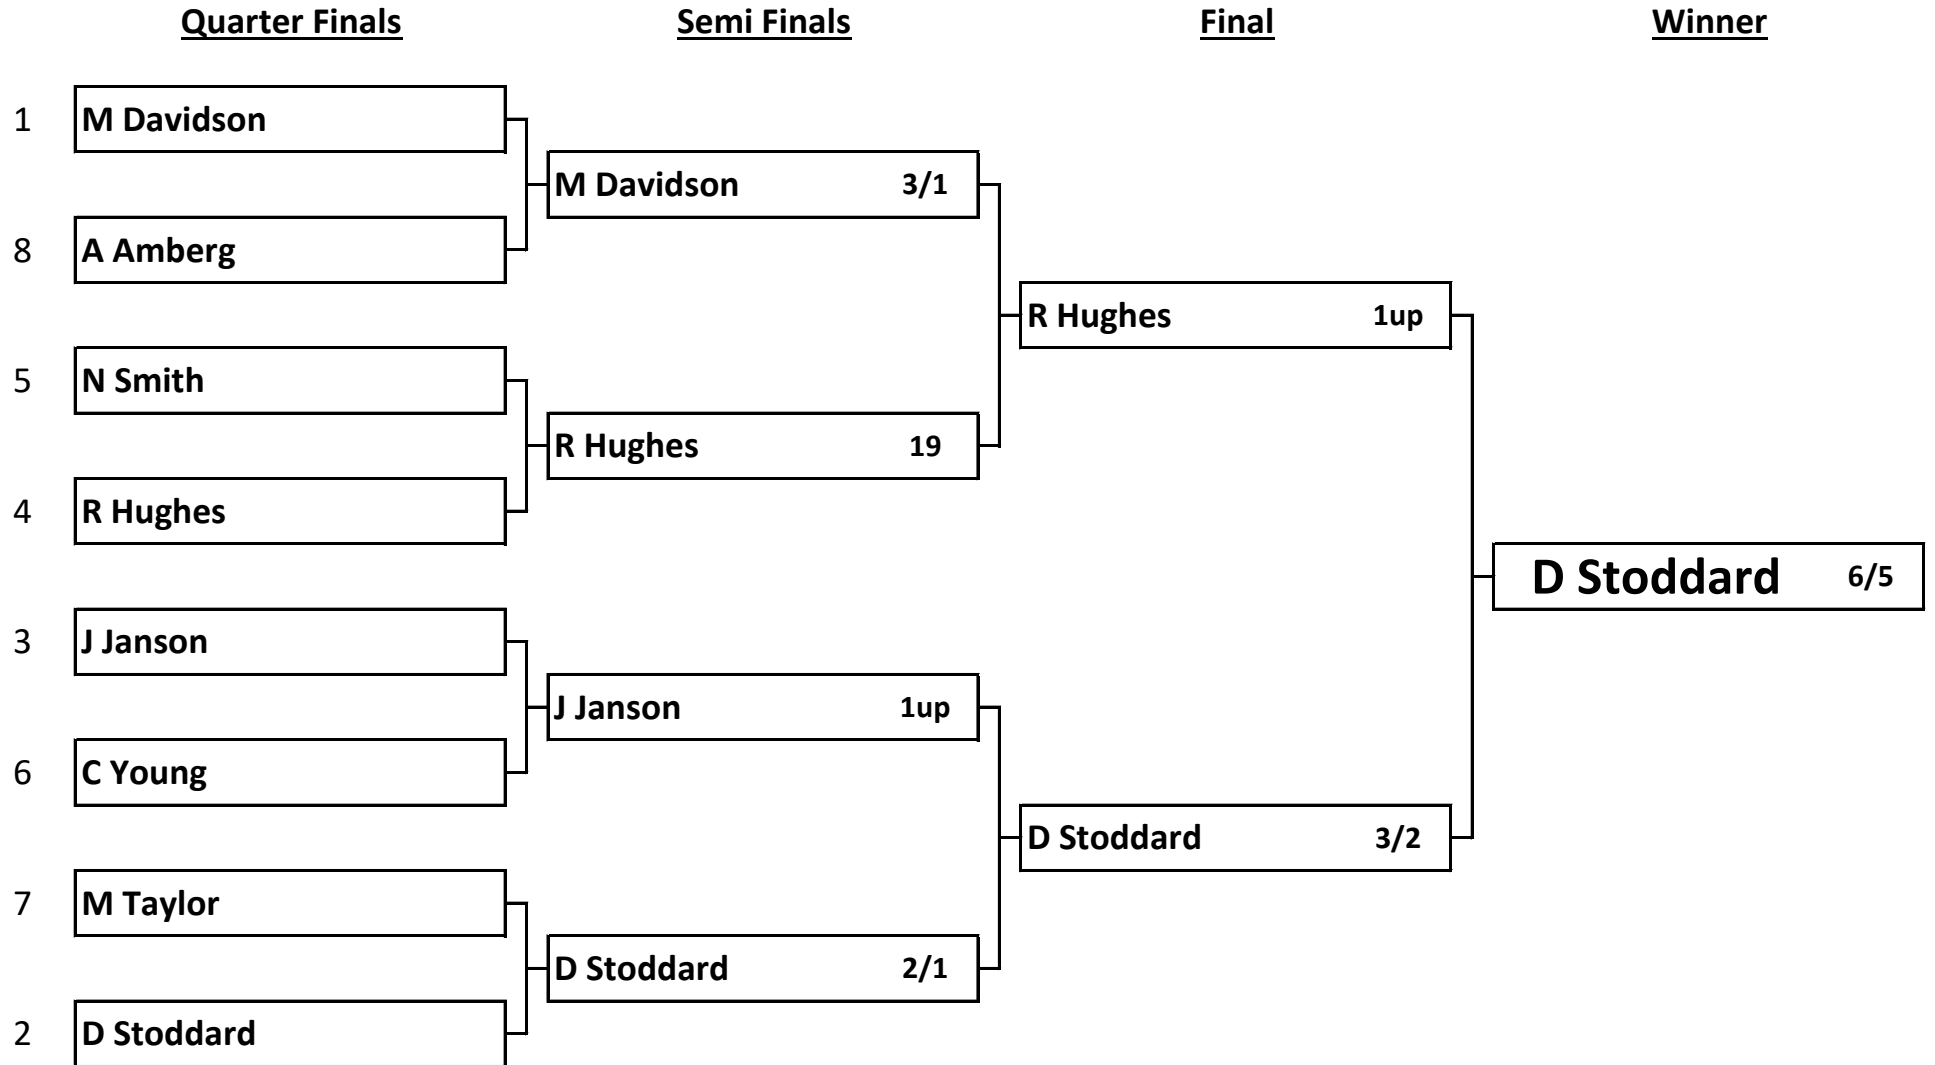 Quarter Finals Semi Finals Final Winner
1 M Davidson
M Davidson 3/1
8 A Amberg
R Hughes 1up
5 N Smith
R Hughes 19
4 R Hughes
D Stoddard 6/5
3 J Janson
J Janson 1up
6 C Young
D Stoddard 3/2
7 M Taylor
D Stoddard 2/1
2 D Stoddard